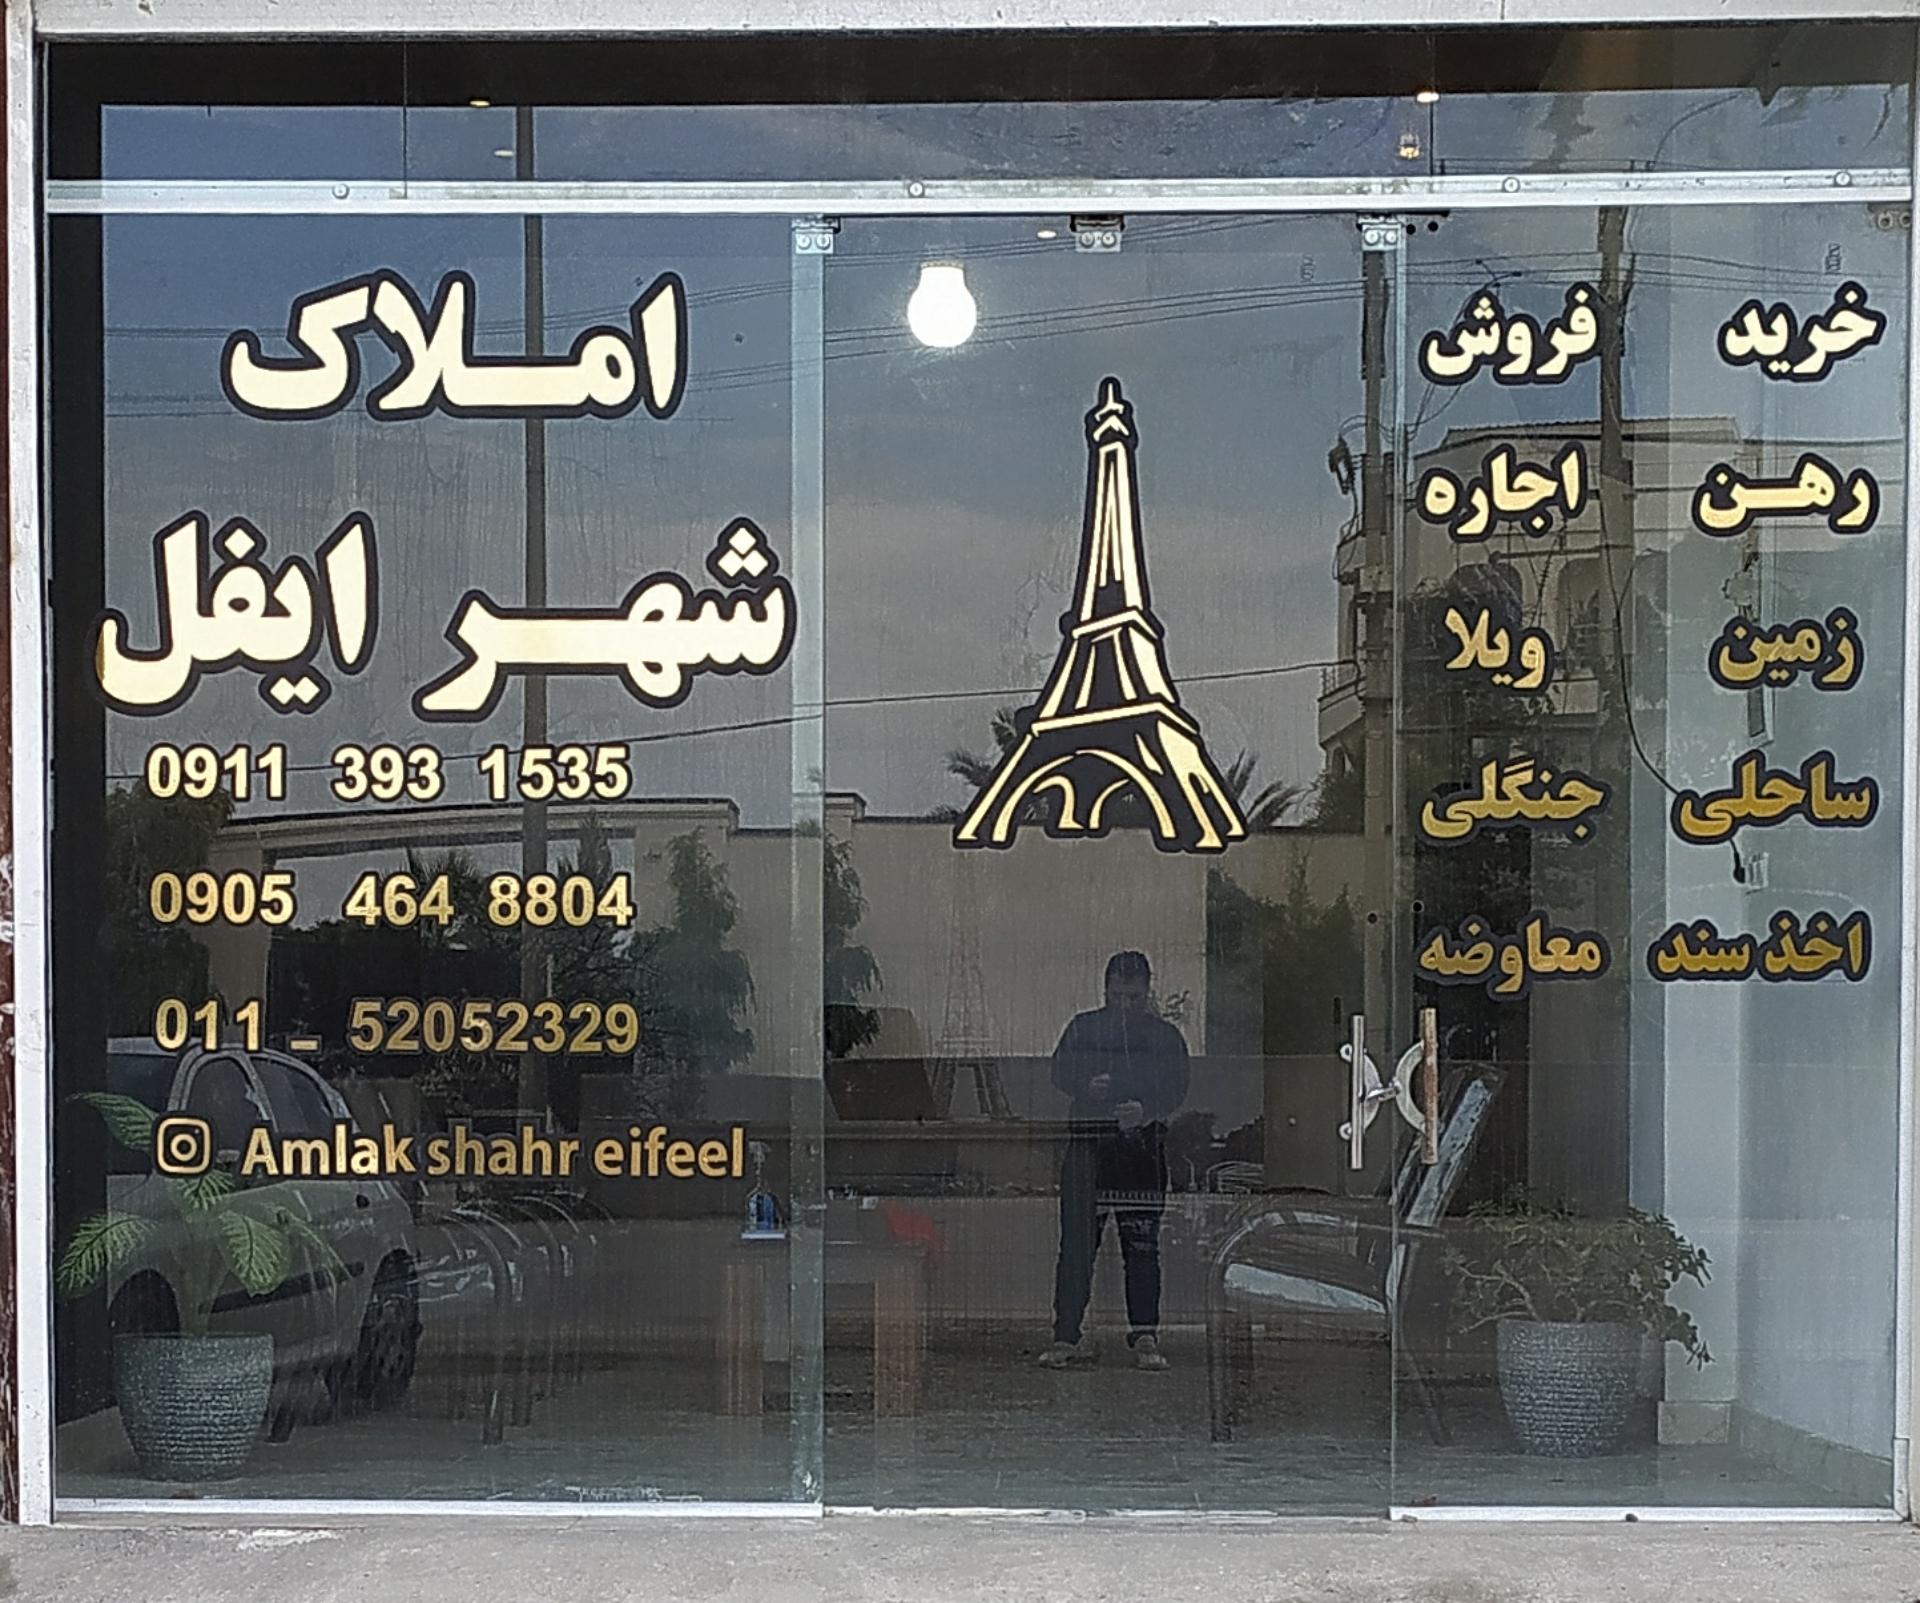 املاک
شهر ایفل
0911 393 1535
0905 464 8804
011 - 52052329
Amlak shahr eifeel
خرید فروش
رهن اجاره
زمین ویلا
ساحلی جنگلی
اخذ سند معاوضه